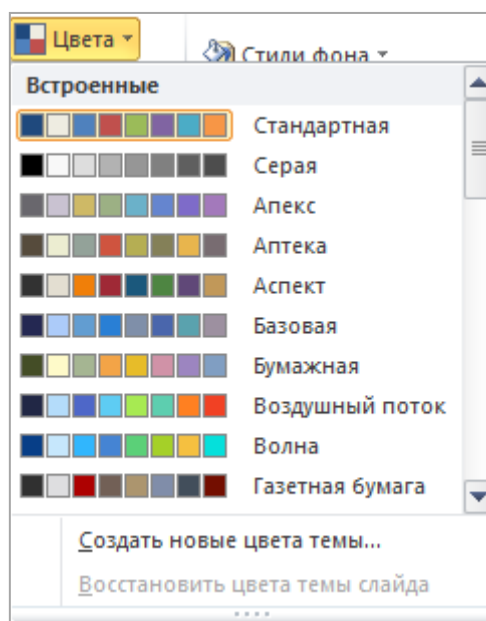 Цвета
Стили фона
Встроенные
Стандартная
Серая
Апекс
Аптека
Аспект
Базовая
Бумажная
Воздушный поток
Волна
Газетная бумага
Создать новые цвета темы...
Восстановить цвета темы слайда